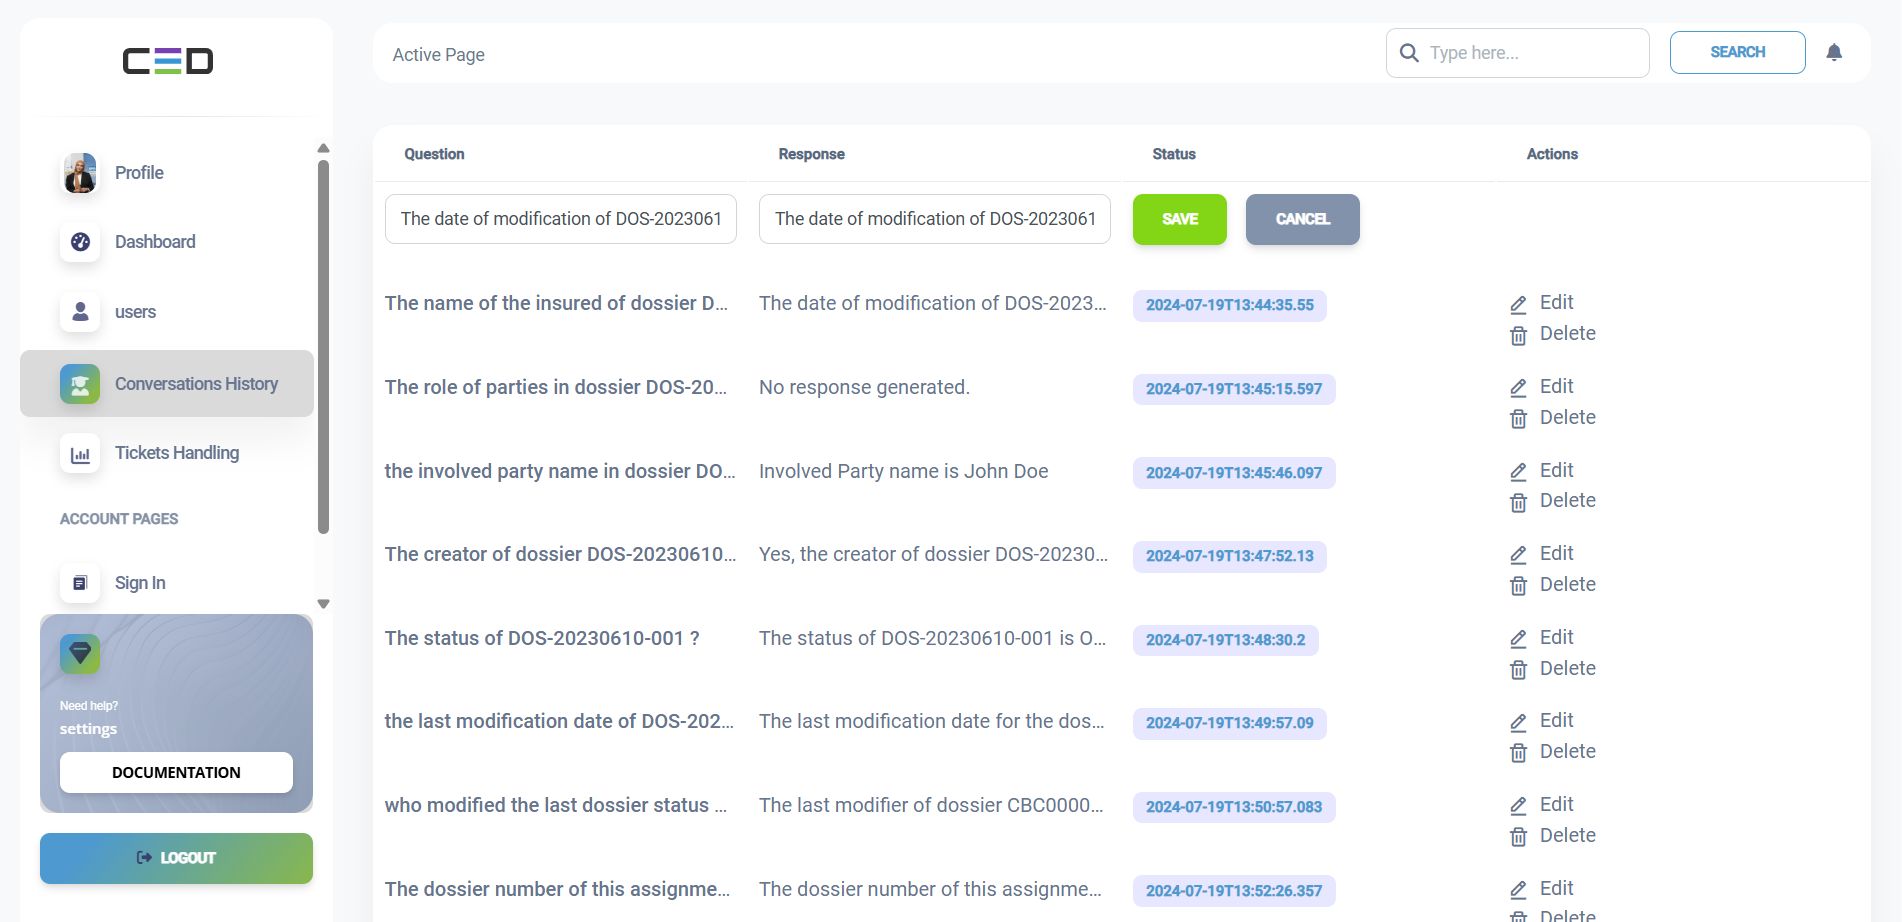 CED
Active Page
Type here...
SEARCH
Profile
Dashboard
users
Conversations History
Tickets Handling
ACCOUNT PAGES
Sign In
Need help?
settings
DOCUMENTATION
LOGOUT
Question Response Status Actions
The date of modification of DOS-2023061 The date of modification of DOS-2023061 SAVE CANCEL
The name of the insured of dossier D... The date of modification of DOS-2023... 2024-07-19T13:44:35.55 Edit
Delete
The role of parties in dossier DOS-20... No response generated. 2024-07-19T13:45:15.597 Edit
Delete
the involved party name in dossier DO... Involved Party name is John Doe 2024-07-19T13:45:46.097 Edit
Delete
The creator of dossier DOS-20230610... Yes, the creator of dossier DOS-20230... 2024-07-19T13:47:52.13 Edit
Delete
The status of DOS-20230610-001 ? The status of DOS-20230610-001 is O... 2024-07-19T13:48:30.2 Edit
Delete
the last modification date of DOS-202... The last modification date for the dos... 2024-07-19T13:49:57.09 Edit
Delete
who modified the last dossier status ... The last modifier of dossier CBC0000... 2024-07-19T13:50:57.083 Edit
Delete
The dossier number of this assignme... The dossier number of this assignme... 2024-07-19T13:52:26.357 Edit
Delete